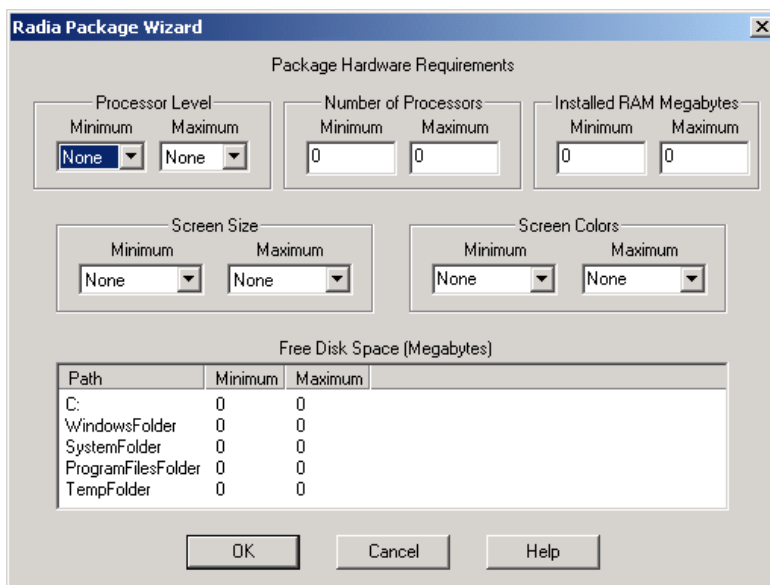 Radia Package Wizard
Package Hardware Requirements
Processor Level Number of Processors Installed RAM Megabytes
Minimum Maximum Minimum Maximum Minimum Maximum
None None 0 0 0 0
Screen Size Screen Colors
Minimum Maximum Minimum Maximum
None None None None
Free Disk Space (Megabytes)
Path Minimum Maximum
C: 0 0
WindowsFolder 0 0
SystemFolder 0 0
ProgramFilesFolder 0 0
TempFolder 0 0
OK Cancel Help